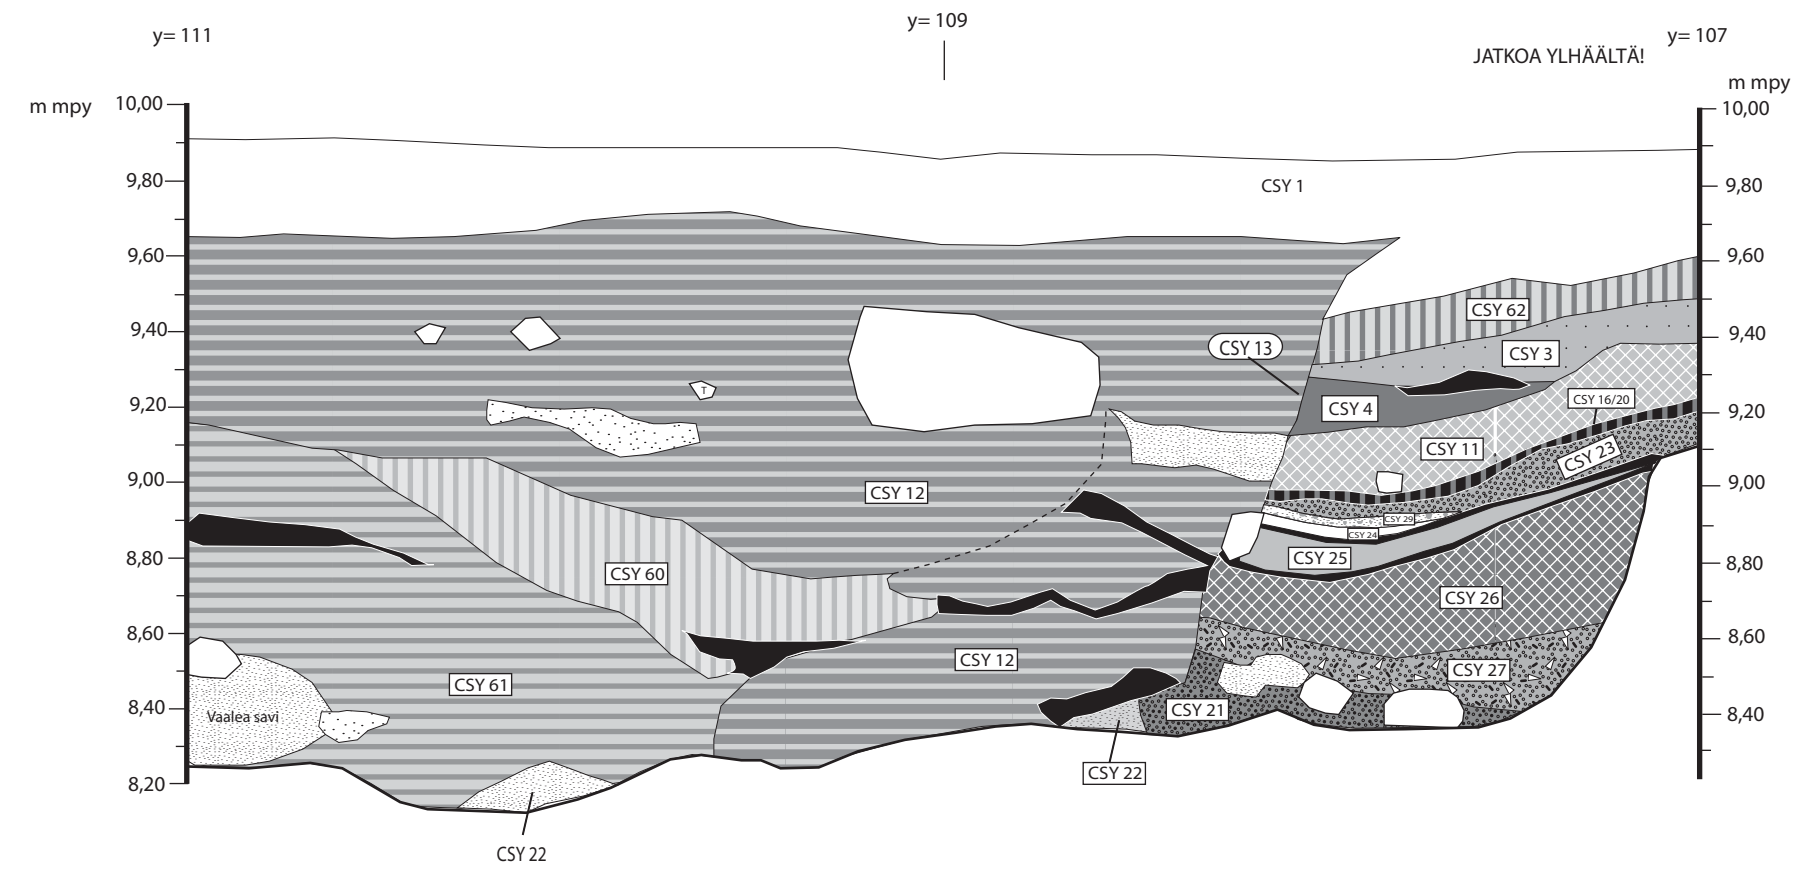 y= 111
y= 109
y= 107
JATKOA YLHÄÄLTÄ!
m mpy
m mpy
10,00
10,00
9,80
9,80
9,60
9,60
9,40
9,40
9,20
9,20
9,00
9,00
8,80
8,80
8,60
8,60
8,40
8,40
8,20
CSY 1
CSY 62
CSY 13
CSY 3
T
CSY 4
CSY 16/20
CSY 11
CSY 23
CSY 12
CSY 29
CSY 24
CSY 25
CSY 60
CSY 26
CSY 12
CSY 27
CSY 61
CSY 21
Vaalea savi
CSY 22
CSY 22